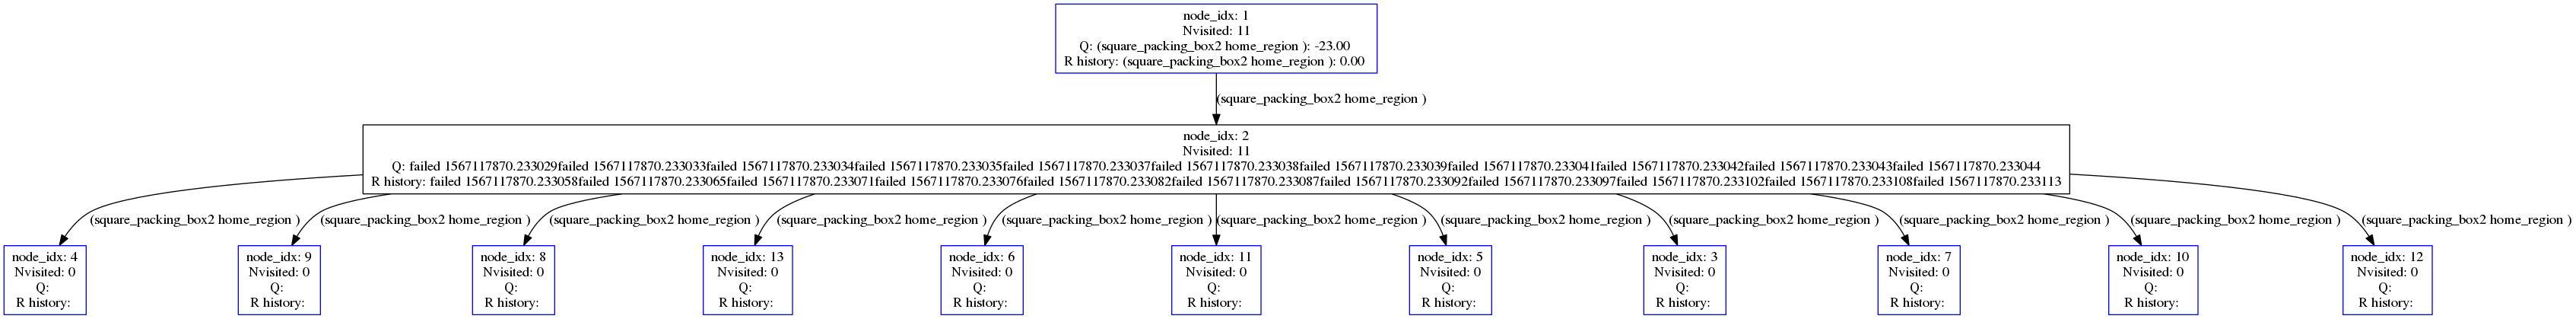 node_idx: 1
Nvisited: 11
Q: (square_packing_box2 home_region ): -23.00
R history: (square_packing_box2 home_region ): 0.00
(square_packing_box2 home_region )
node_idx: 2
Nvisited: 11
Q: failed 1567117870.233029failed 1567117870.233033failed 1567117870.233034failed 1567117870.233035failed 1567117870.233037failed 1567117870.233038failed 1567117870.233039failed 1567117870.233041failed 1567117870.233042failed 1567117870.233043failed 1567117870.233044
R history: failed 1567117870.233058failed 1567117870.233065failed 1567117870.233071failed 1567117870.233076failed 1567117870.233082failed 1567117870.233087failed 1567117870.233092failed 1567117870.233097failed 1567117870.233102failed 1567117870.233108failed 1567117870.233113
(square_packing_box2 home_region )
(square_packing_box2 home_region )
(square_packing_box2 home_region )
(square_packing_box2 home_region )
(square_packing_box2 home_region )
(square_packing_box2 home_region )
(square_packing_box2 home_region )
(square_packing_box2 home_region )
(square_packing_box2 home_region )
(square_packing_box2 home_region )
(square_packing_box2 home_region )
node_idx: 4
Nvisited: 0
Q:
R history:
node_idx: 9
Nvisited: 0
Q:
R history:
node_idx: 8
Nvisited: 0
Q:
R history:
node_idx: 13
Nvisited: 0
Q:
R history:
node_idx: 6
Nvisited: 0
Q:
R history:
node_idx: 11
Nvisited: 0
Q:
R history:
node_idx: 5
Nvisited: 0
Q:
R history:
node_idx: 3
Nvisited: 0
Q:
R history:
node_idx: 7
Nvisited: 0
Q:
R history:
node_idx: 10
Nvisited: 0
Q:
R history:
node_idx: 12
Nvisited: 0
Q:
R history: